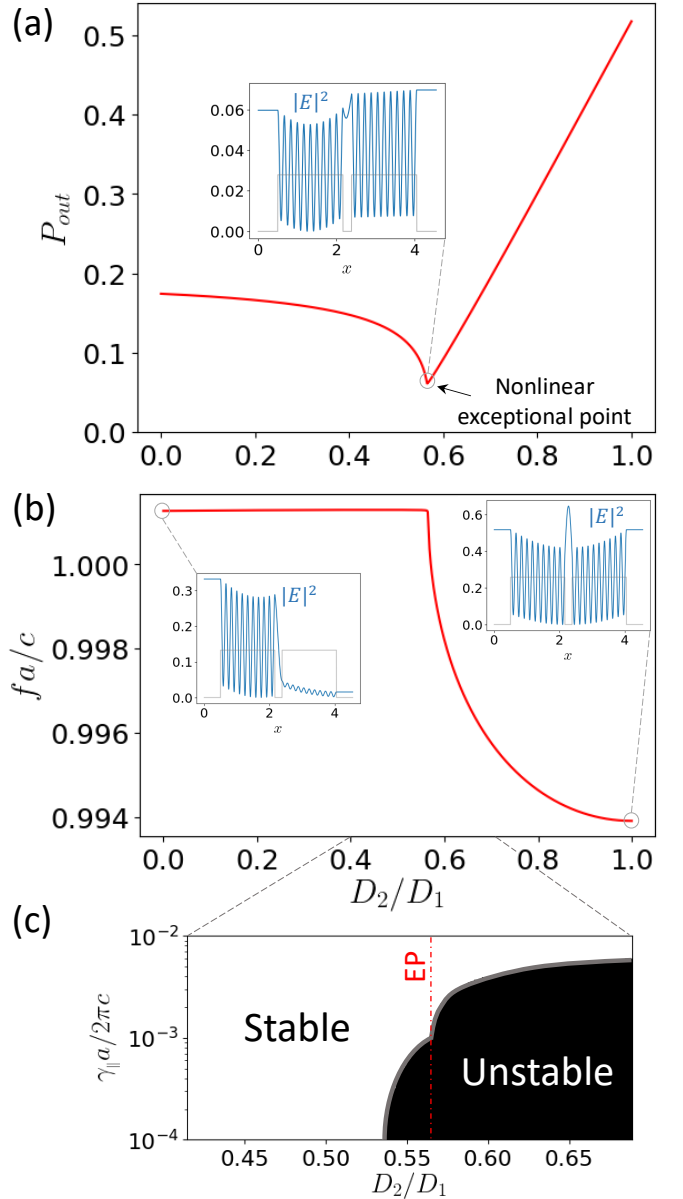 (a)
0.5
0.4
0.3
0.2
0.1
0.0
P_{out}
|E|^2
0.06
0.04
0.02
0.00
0 2 4
x
Nonlinear
exceptional point
0.0 0.2 0.4 0.6 0.8 1.0
(b)
1.000
0.998
0.996
0.994
fa/c
|E|^2
0.3
0.2
0.1
0.0
0 2 4
x
|E|^2
0.6
0.4
0.2
0.0
0 2 4
x
0.0 0.2 0.4 0.6 0.8 1.0
D_2/D_1
(c)
10^{-2}
10^{-3}
10^{-4}
γ_∥a/2πc
EP
Stable
Unstable
0.45 0.50 0.55 0.60 0.65
D_2/D_1